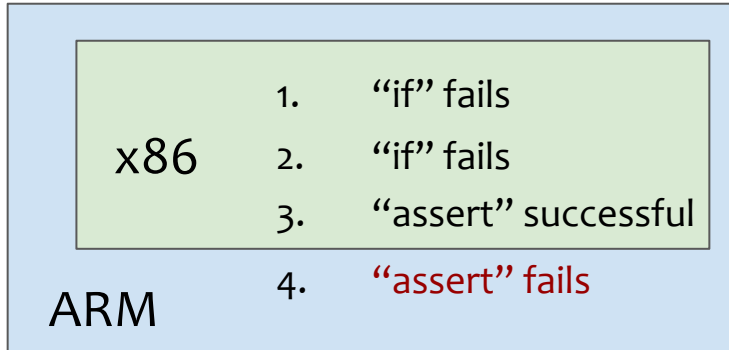 1. “if” fails
x86 2. “if” fails
3. “assert” successful
4. “assert” fails
ARM